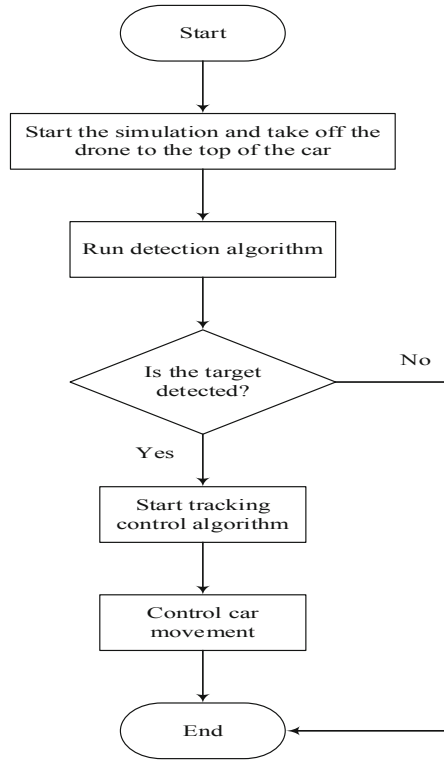 Start
Start the simulation and take off the
drone to the top of the car
Run detection algorithm
Is the target
detected?
No
Yes
Start tracking
control algorithm
Control car
movement
End